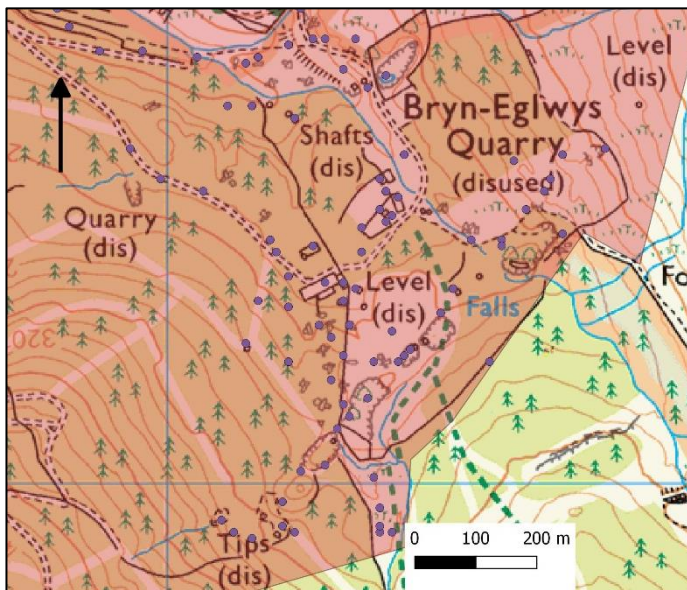 Level
(dis)
Bryn-Eglwys
Quarry
(disused)
Shafts
(dis)
Quarry
(dis)
Level
(dis)
Falls
Fo
320
Tips
(dis)
0 100 200 m